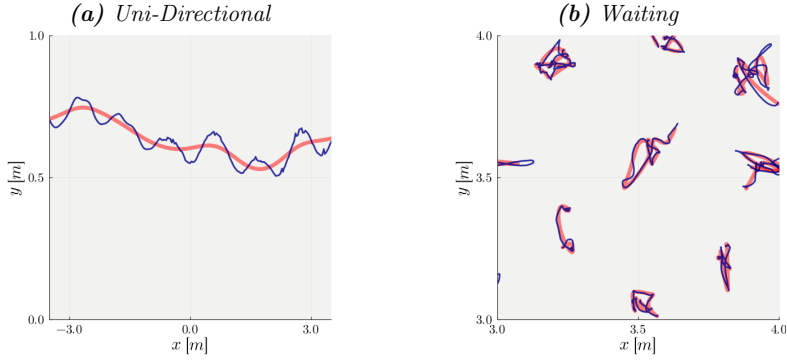 (a) Uni-Directional
1.0
0.5
0.0
y [m]
−3.0 0.0 3.0
x [m]
(b) Waiting
4.0
3.5
3.0
y [m]
3.0 3.5 4.0
x [m]